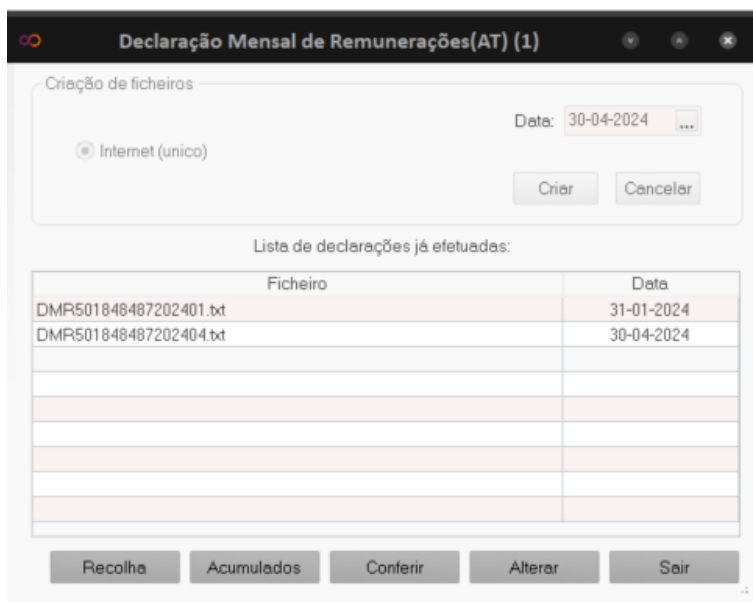 Declaração Mensal de Remunerações(AT) (1)
Criação de ficheiros
Data: 30-04-2024 ...
Internet (unico)
Criar Cancelar
Lista de declarações já efetuadas:
Ficheiro Data
DMR501848487202401.txt 31-01-2024
DMR501848487202404.txt 30-04-2024
Recolha Acumulados Conferir Alterar Sair